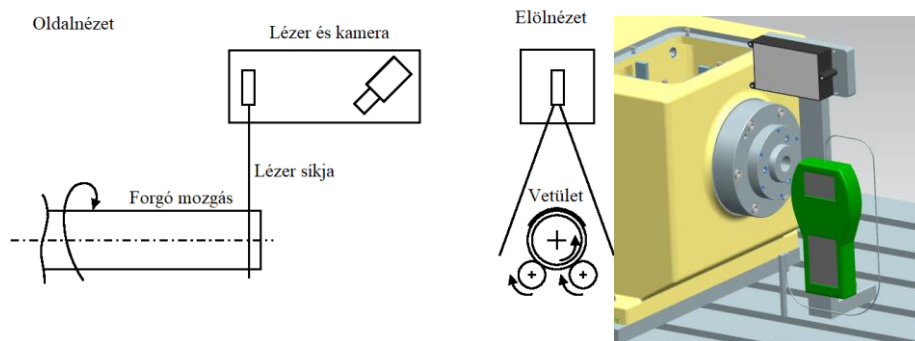 Oldalnézet
Lézer és kamera
Lézer síkja
Forgó mozgás
Elölnézet
Vetület